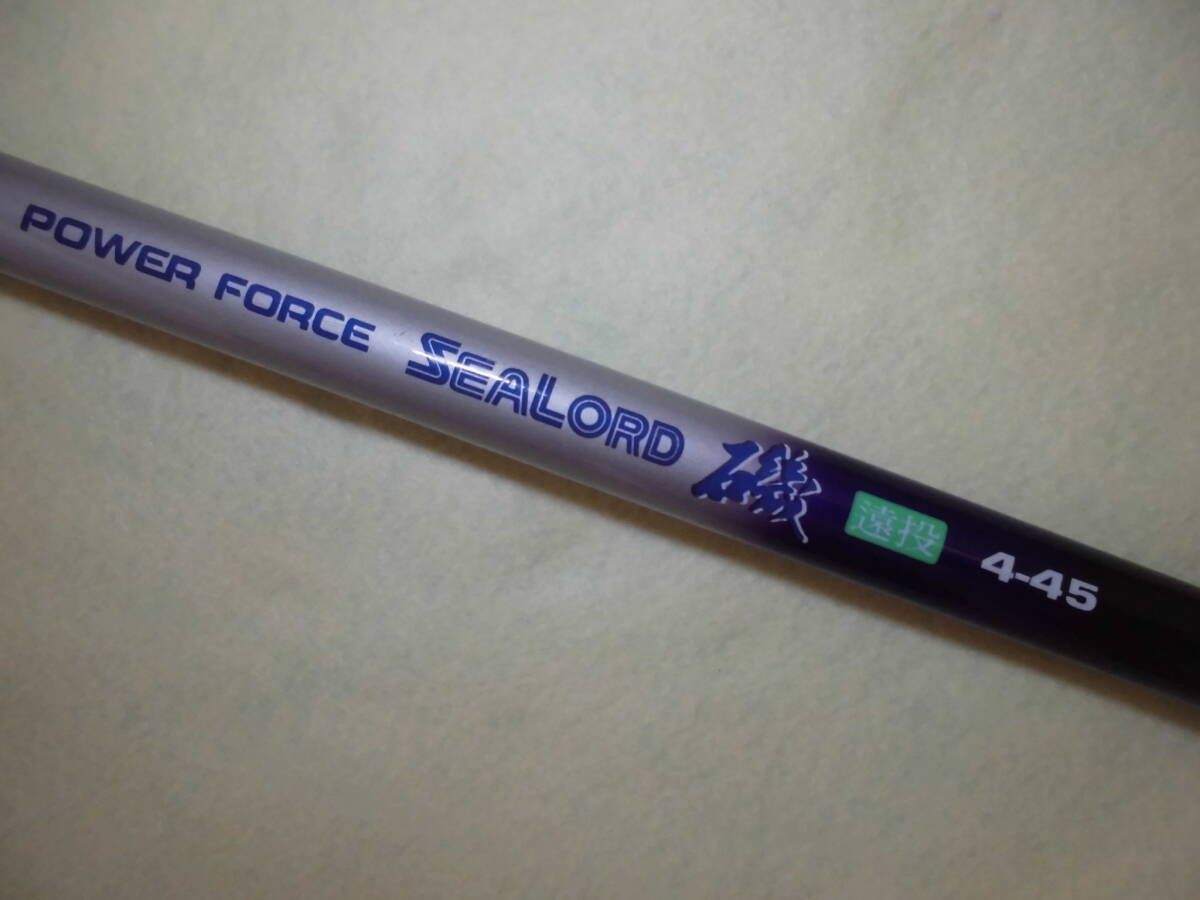 POWER FORCE SEALORD 磯 遠投 4-45